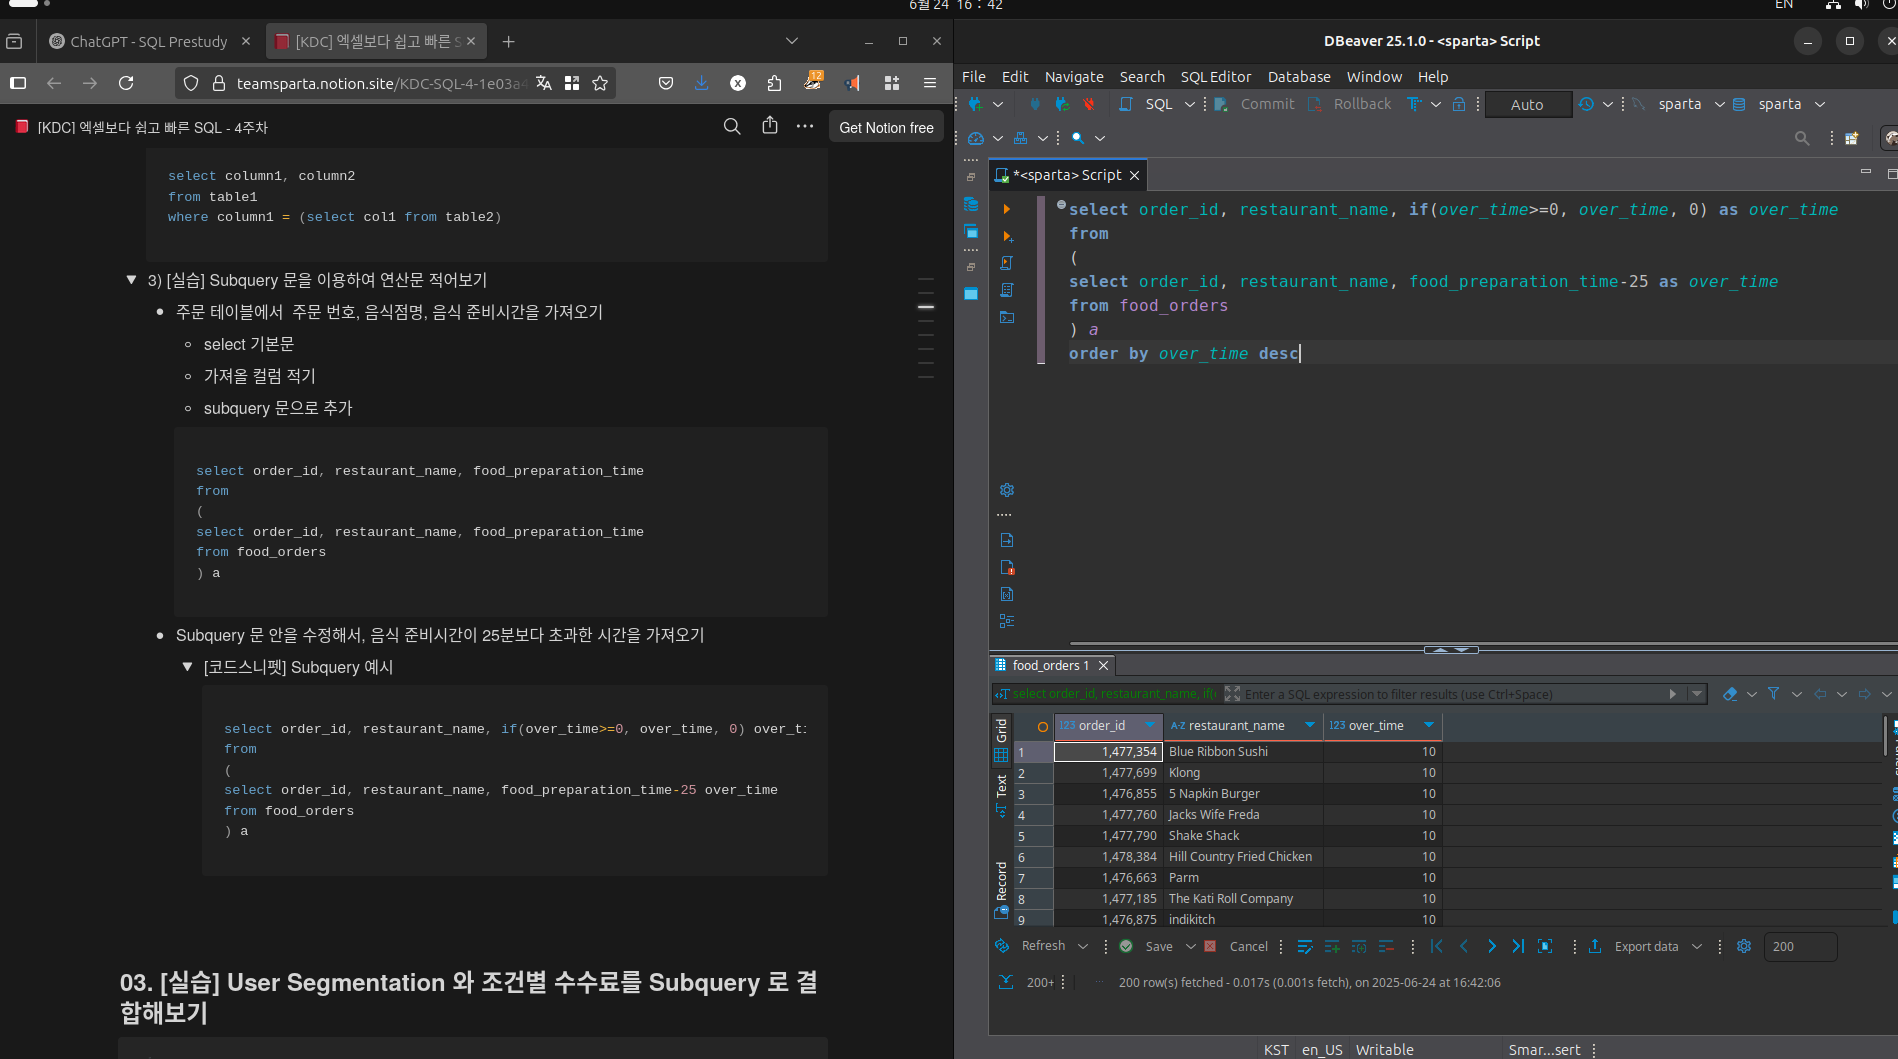 6월 24 16 : 42
EN
ChatGPT - SQL Prestudy
[KDC] 엑셀보다 쉽고 빠른 S
teamsparta.notion.site/KDC-SQL-4-1e03a4
12
[KDC] 엑셀보다 쉽고 빠른 SQL - 4주차
Get Notion free
select column1, column2
from table1
where column1 = (select col1 from table2)
3) [실습] Subquery 문을 이용하여 연산문 적어보기
주문 테이블에서 주문 번호, 음식점명, 음식 준비시간을 가져오기
select 기본문
가져올 컬럼 적기
subquery 문으로 추가
select order_id, restaurant_name, food_preparation_time
from
(
select order_id, restaurant_name, food_preparation_time
from food_orders
) a
Subquery 문 안을 수정해서, 음식 준비시간이 25분보다 초과한 시간을 가져오기
[코드스니펫] Subquery 예시
select order_id, restaurant_name, if(over_time>=0, over_time, 0) over_ti
from
(
select order_id, restaurant_name, food_preparation_time-25 over_time
from food_orders
) a
03. [실습] User Segmentation 와 조건별 수수료를 Subquery 로 결
합해보기
DBeaver 25.1.0 - <sparta> Script
File Edit Navigate Search SQL Editor Database Window Help
SQL Commit Rollback Auto sparta sparta
*<sparta> Script
select order_id, restaurant_name, if(over_time>=0, over_time, 0) as over_time
from
(
select order_id, restaurant_name, food_preparation_time-25 as over_time
from food_orders
) a
order by over_time desc
food_orders 1
select order_id, restaurant_name, if( Enter a SQL expression to filter results (use Ctrl+Space)
Grid
Text
Record
123 order_id A-Z restaurant_name 123 over_time
1 1,477,354 Blue Ribbon Sushi 10
2 1,477,699 Klong 10
3 1,476,855 5 Napkin Burger 10
4 1,477,760 Jacks Wife Freda 10
5 1,477,790 Shake Shack 10
6 1,478,384 Hill Country Fried Chicken 10
7 1,476,663 Parm 10
8 1,477,185 The Kati Roll Company 10
9 1,476,875 indikitch 10
Refresh Save Cancel Export data 200
200+ 200 row(s) fetched - 0.017s (0.001s fetch), on 2025-06-24 at 16:42:06
KST en_US Writable Smar...sert